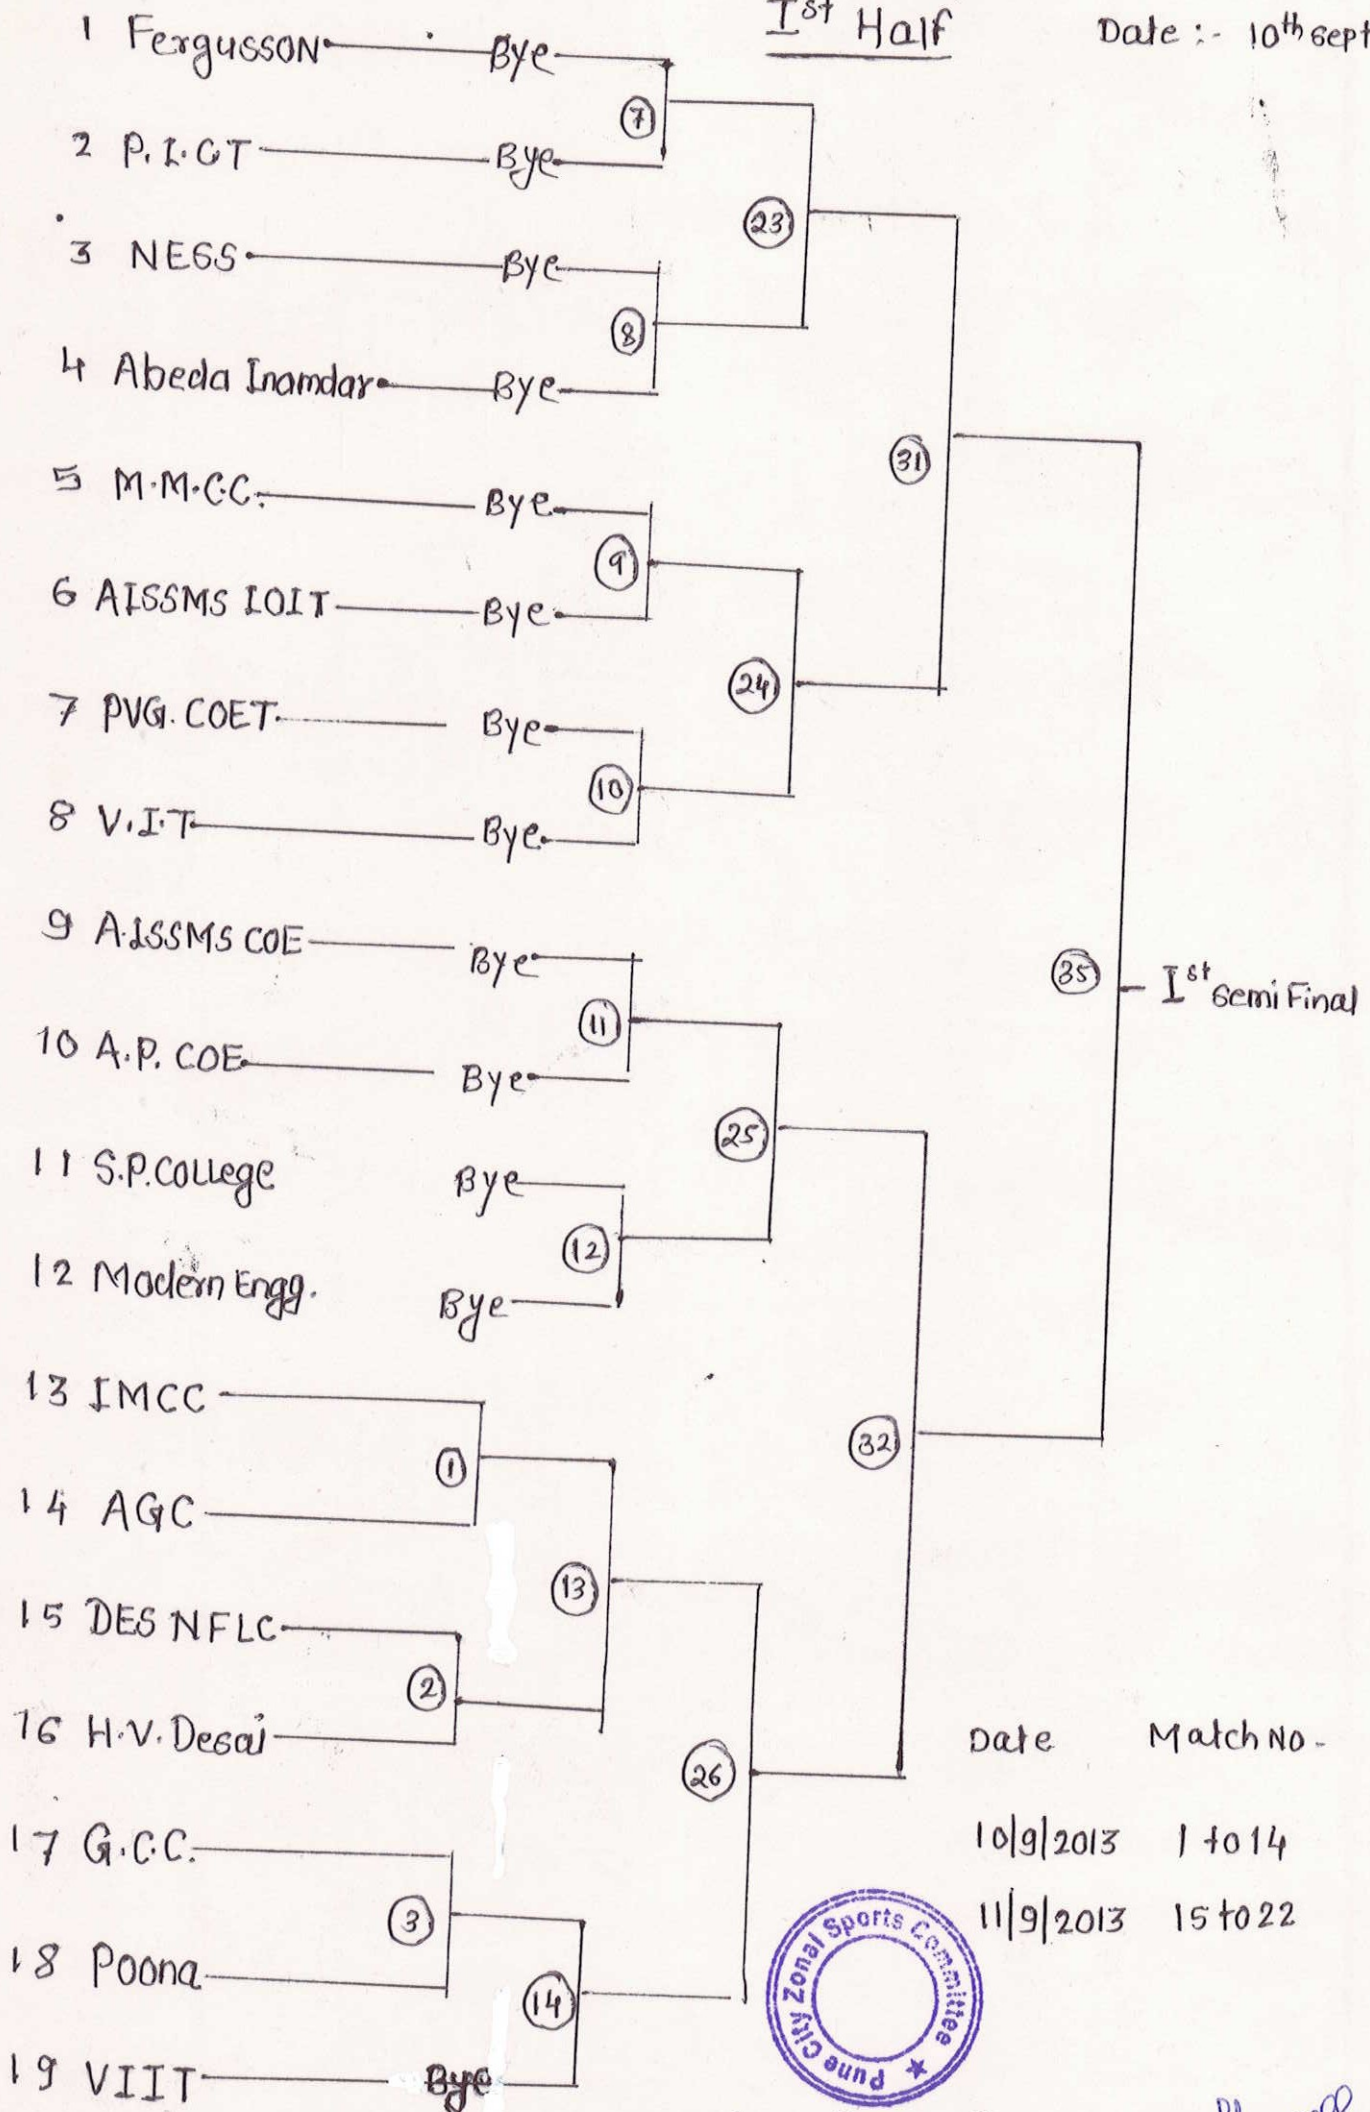 Ist Half
Date :- 10th Sept
1 Fergusson Bye
7
2 P.I.C T Bye
23
3 NESS Bye
8
4 Abeda Inamdar Bye
31
5 M.M.C.C. Bye
9
6 AISSMS IOIT Bye
24
7 PVG. COET. Bye
10
8 V.I.T Bye
9 AISSMS COE Bye
35 Ist Semi Final
11
10 A.P. COE Bye
25
11 S.P. College Bye
12
12 Modern Engg. Bye
13 IMCC
32
1
14 AGC
13
15 DES NFLC
2
16 H.V. Desai
Date Match No -
26
17 G.C.C.
10/9/2013 1 to 14
3
11/9/2013 15 to 22
18 Poona
14
19 VIIT Bye
Pune City Zonal Sports Committee